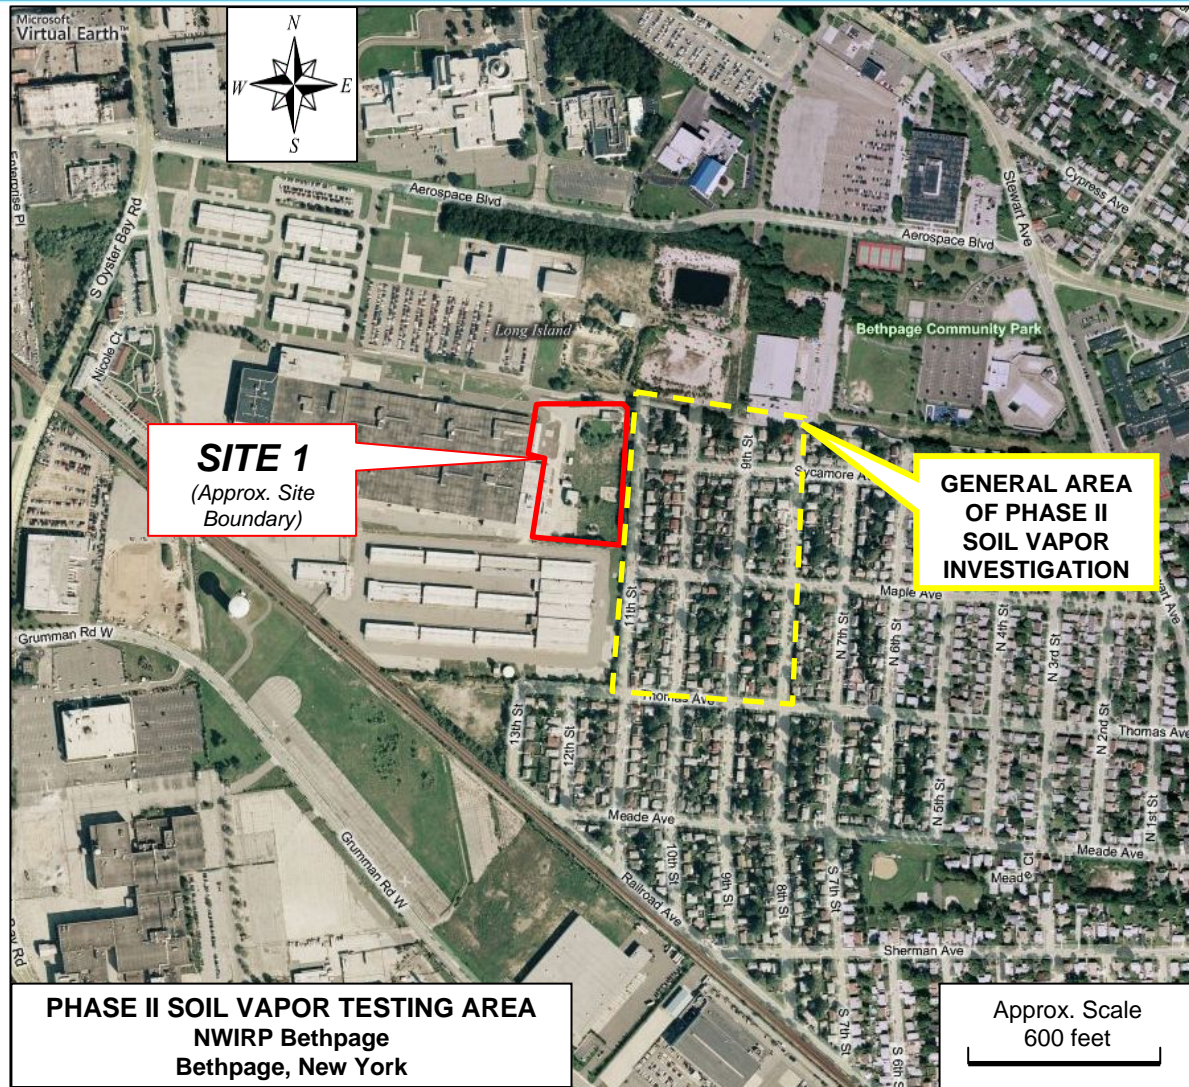 Microsoft
Virtual Earth™
N
W
E
S
Enterprise Pl
S Oyster Bay Rd
Aerospace Blvd
Aerospace Blvd
Stewart Ave
Cypress Ave
Nicole Ct
Long Island
Bethpage Community Park
SITE 1
(Approx. Site
Boundary)
9th St
Sycamore A
GENERAL AREA
OF PHASE II
SOIL VAPOR
INVESTIGATION
Maple Ave
11th St
N 7th St
N 6th St
N 4th St
N 3rd St
wart Ave
Grumman Rd W
Thomas Ave
13th St
12th St
N 2nd St
Thomas Ave
N 5th St
N 1st St
Meade Ave
Meade Ave
Meade Ct
Grumman Rd W
Railroad Ave
10th St
9th St
8th St
S 7th St
Sherman Ave
Bay Rd
S 7th St
S 6th S
PHASE II SOIL VAPOR TESTING AREA
NWIRP Bethpage
Bethpage, New York
Approx. Scale
600 feet